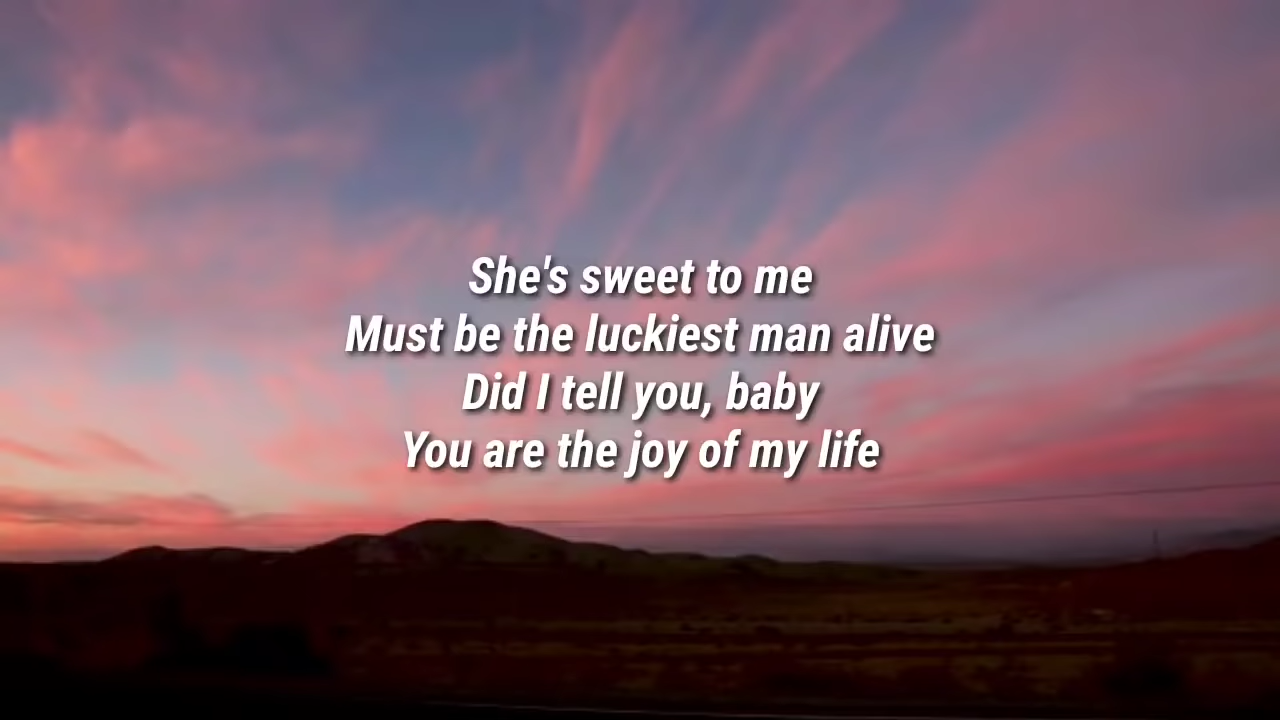 She's sweet to me
Must be the luckiest man alive
Did I tell you, baby
You are the joy of my life